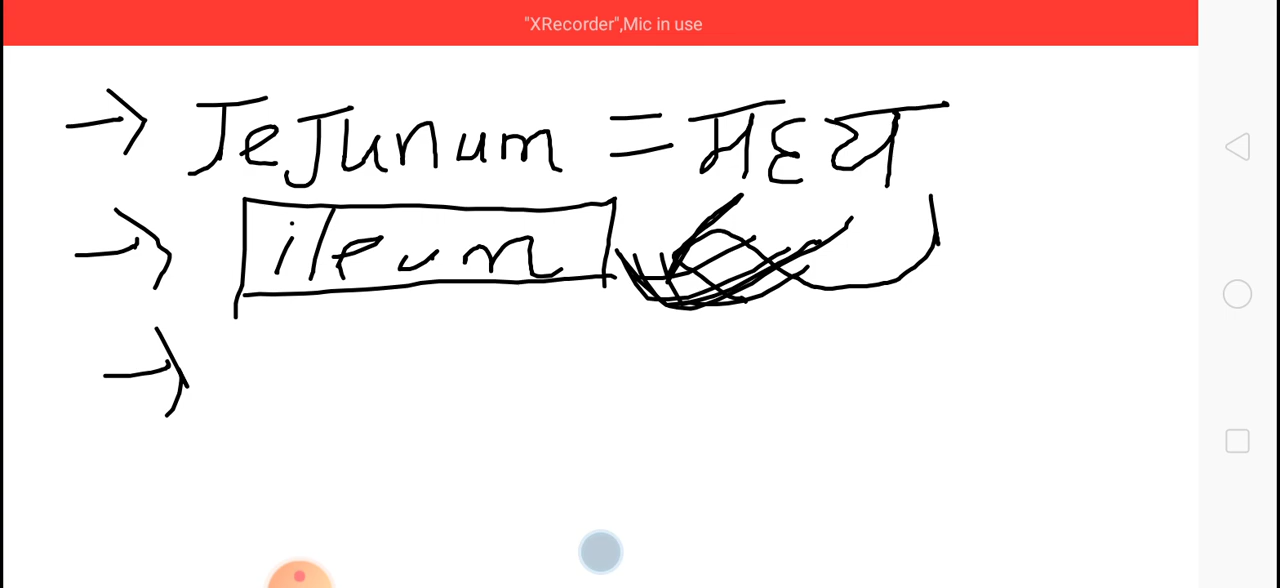 "XRecorder",Mic in use
→ JeJunum = मध्य
→ ileum
→